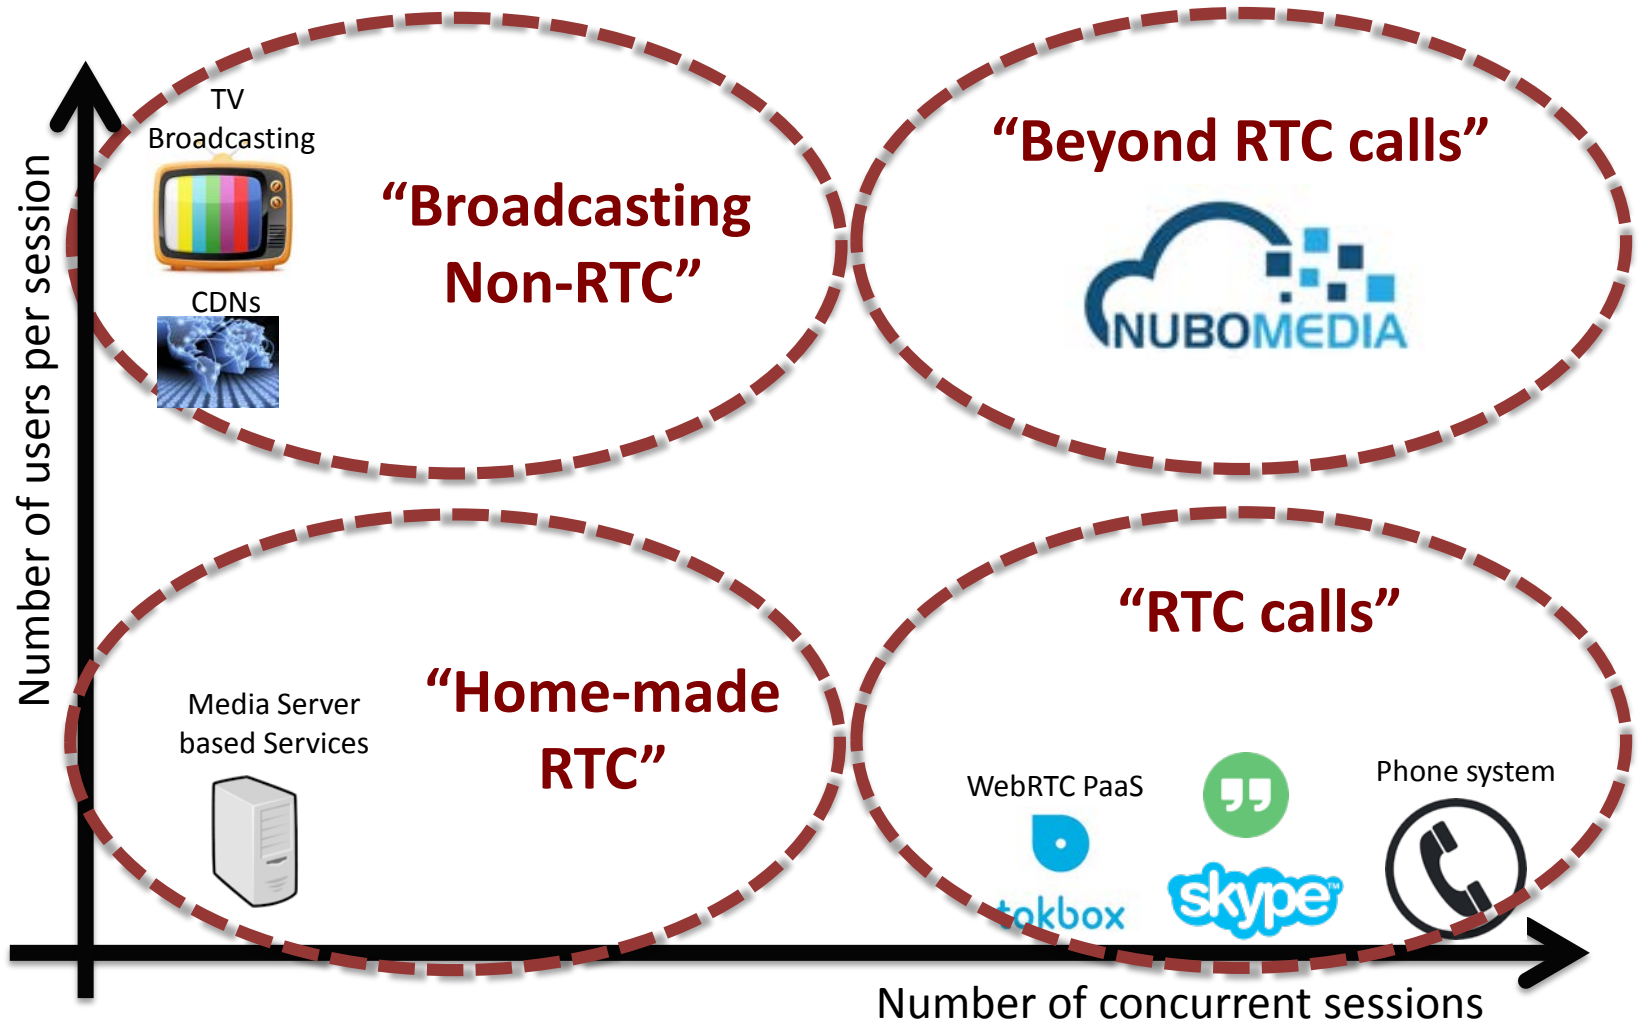 Number of users per session
TV
Broadcasting
CDNs
“Broadcasting
Non-RTC”
“Beyond RTC calls”
NUBOMEDIA
Media Server
based Services
“Home-made
RTC”
“RTC calls”
WebRTC PaaS
tokbox
skype™
Phone system
Number of concurrent sessions